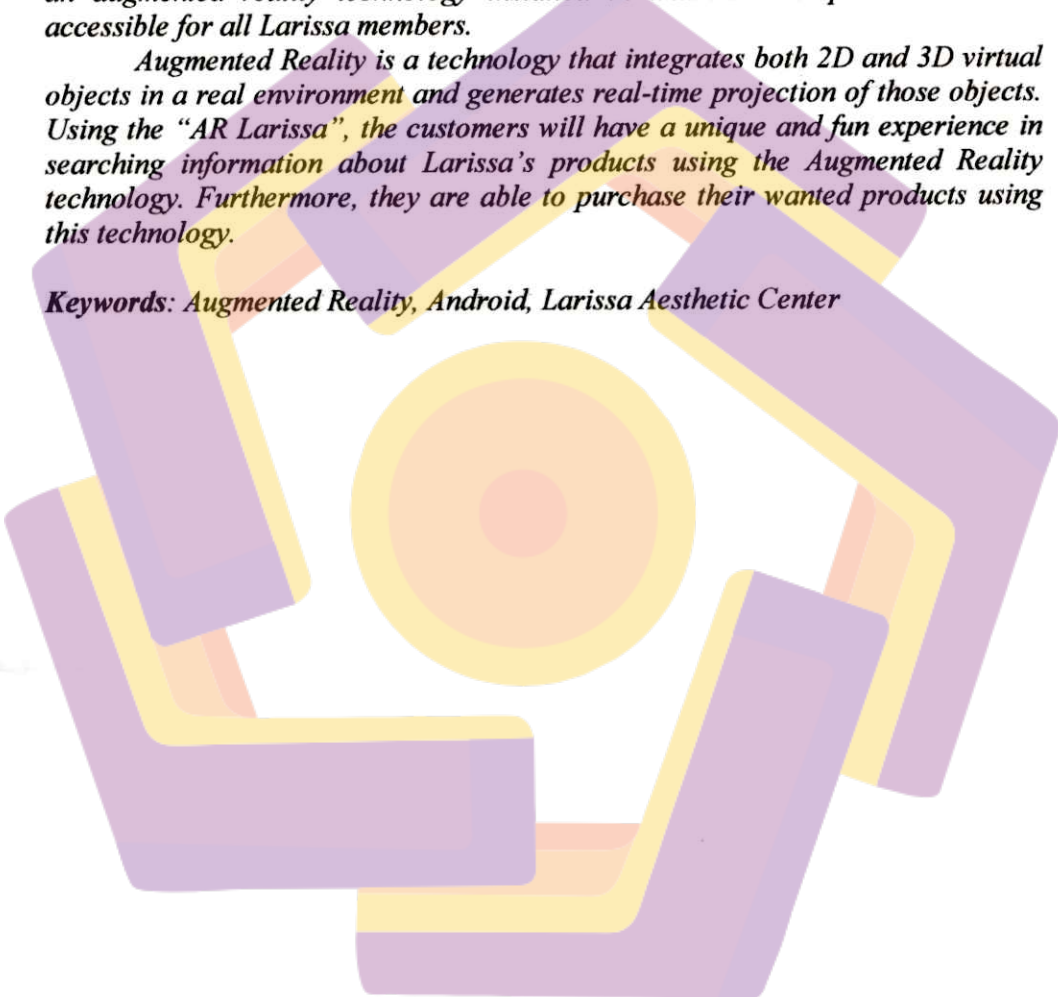 accessible for all Larissa members.
Augmented Reality is a technology that integrates both 2D and 3D virtual
objects in a real environment and generates real-time projection of those objects.
Using the “AR Larissa”, the customers will have a unique and fun experience in
searching information about Larissa’s products using the Augmented Reality
technology. Furthermore, they are able to purchase their wanted products using
this technology.
Keywords: Augmented Reality, Android, Larissa Aesthetic Center